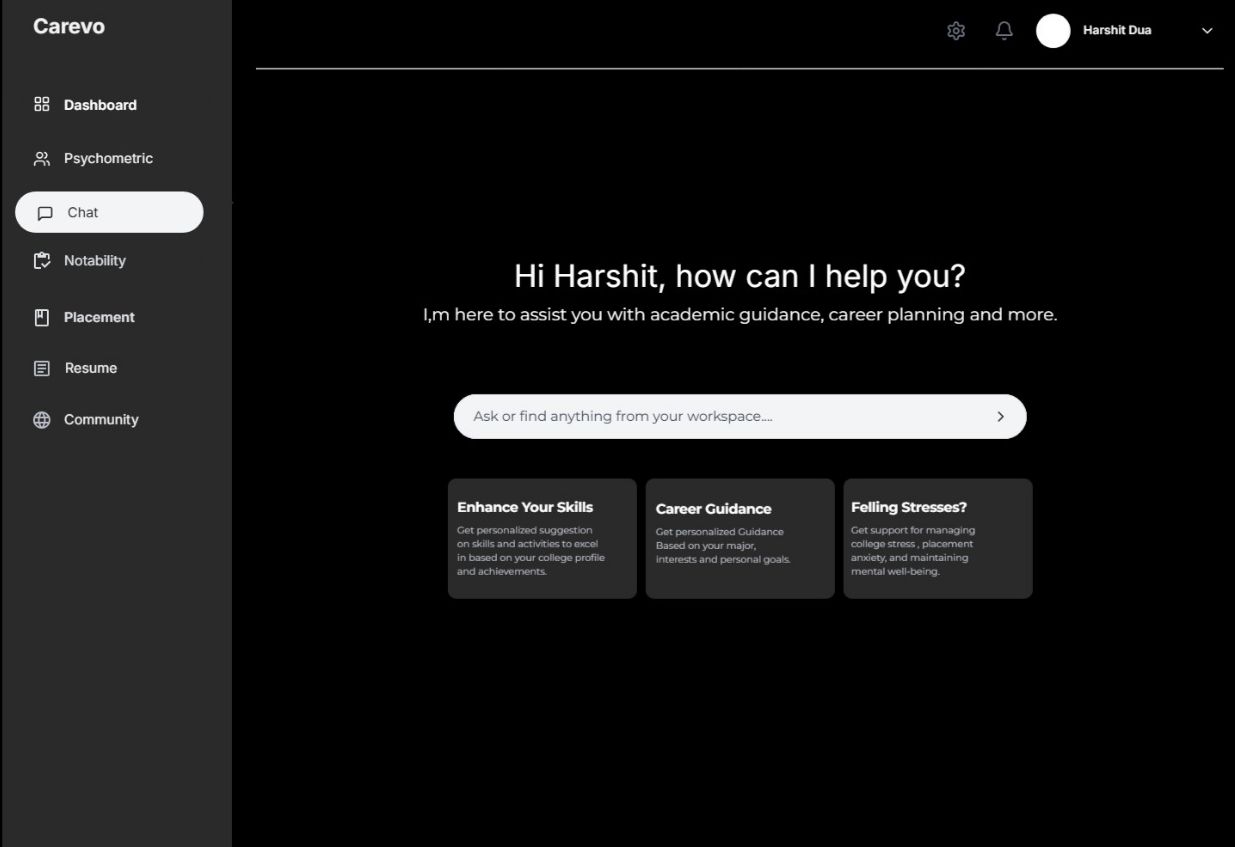 Carevo
Harshit Dua
Dashboard
Psychometric
Chat
Notability
Placement
Resume
Community
Hi Harshit, how can I help you?
I,m here to assist you with academic guidance, career planning and more.
Ask or find anything from your workspace....
Enhance Your Skills
Get personalized suggestion
on skills and activities to excel
in based on your college profile
and achievements.
Career Guidance
Get personalized Guidance
Based on your major,
interests and personal goals.
Felling Stresses?
Get support for managing
college stress , placement
anxiety, and maintaining
mental well-being.